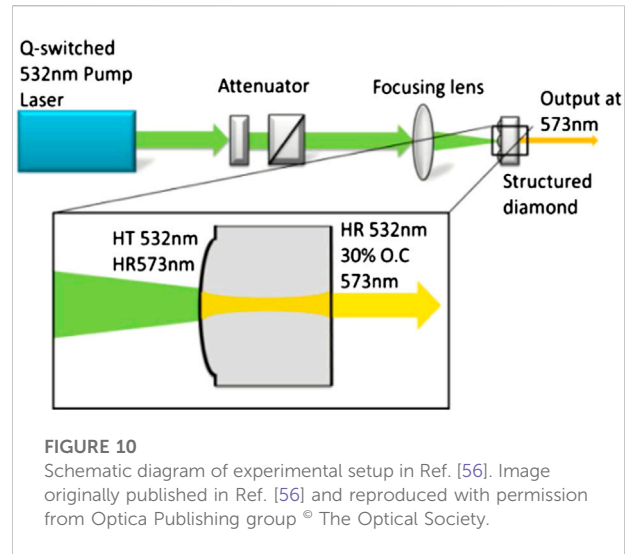 Q-switched
532nm Pump
Laser
Attenuator
Focusing lens
Output at
573nm
Structured
diamond
HT 532nm
HR573nm
HR 532nm
30% O.C
573nm
FIGURE 10
Schematic diagram of experimental setup in Ref. [56]. Image
originally published in Ref. [56] and reproduced with permission
from Optica Publishing group © The Optical Society.